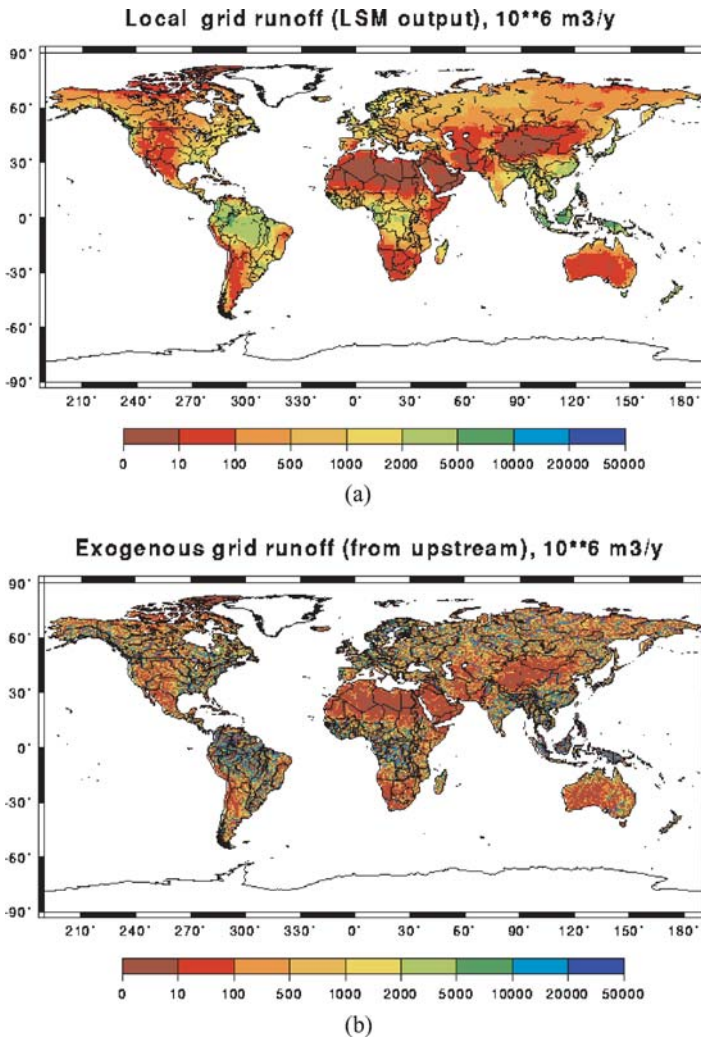 Local grid runoff (LSM output), 10**6 m3/y
90˚
60˚
30˚
0˚
-30˚
-60˚
-90˚
210˚ 240˚ 270˚ 300˚ 330˚ 0˚ 30˚ 60˚ 90˚ 120˚ 150˚ 180˚
0 10 100 500 1000 2000 5000 10000 20000 50000
(a)
Exogenous grid runoff (from upstream), 10**6 m3/y
90˚
60˚
30˚
0˚
-30˚
-60˚
-90˚
210˚ 240˚ 270˚ 300˚ 330˚ 0˚ 30˚ 60˚ 90˚ 120˚ 150˚ 180˚
0 10 100 500 1000 2000 5000 10000 20000 50000
(b)